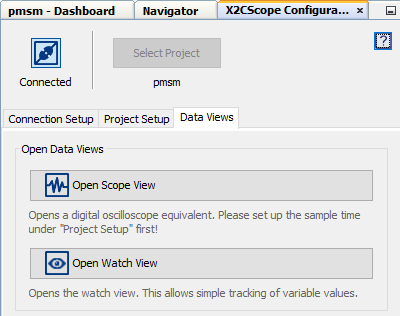 pmsm - Dashboard Navigator X2CScope Configura... ×
Select Project
?
Connected pmsm
Connection Setup Project Setup Data Views
Open Data Views
Open Scope View
Opens a digital oscilloscope equivalent. Please set up the sample time
under "Project Setup" first!
Open Watch View
Opens the watch view. This allows simple tracking of variable values.